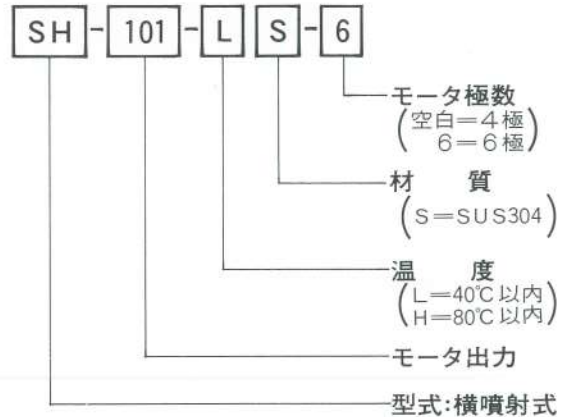 SH-101-LS-6
モータ極数
(空白=4極
6=6極)
材 質
(S=SUS304)
温 度
(L=40℃以内
H=80℃以内)
モータ出力
型式:横噴射式